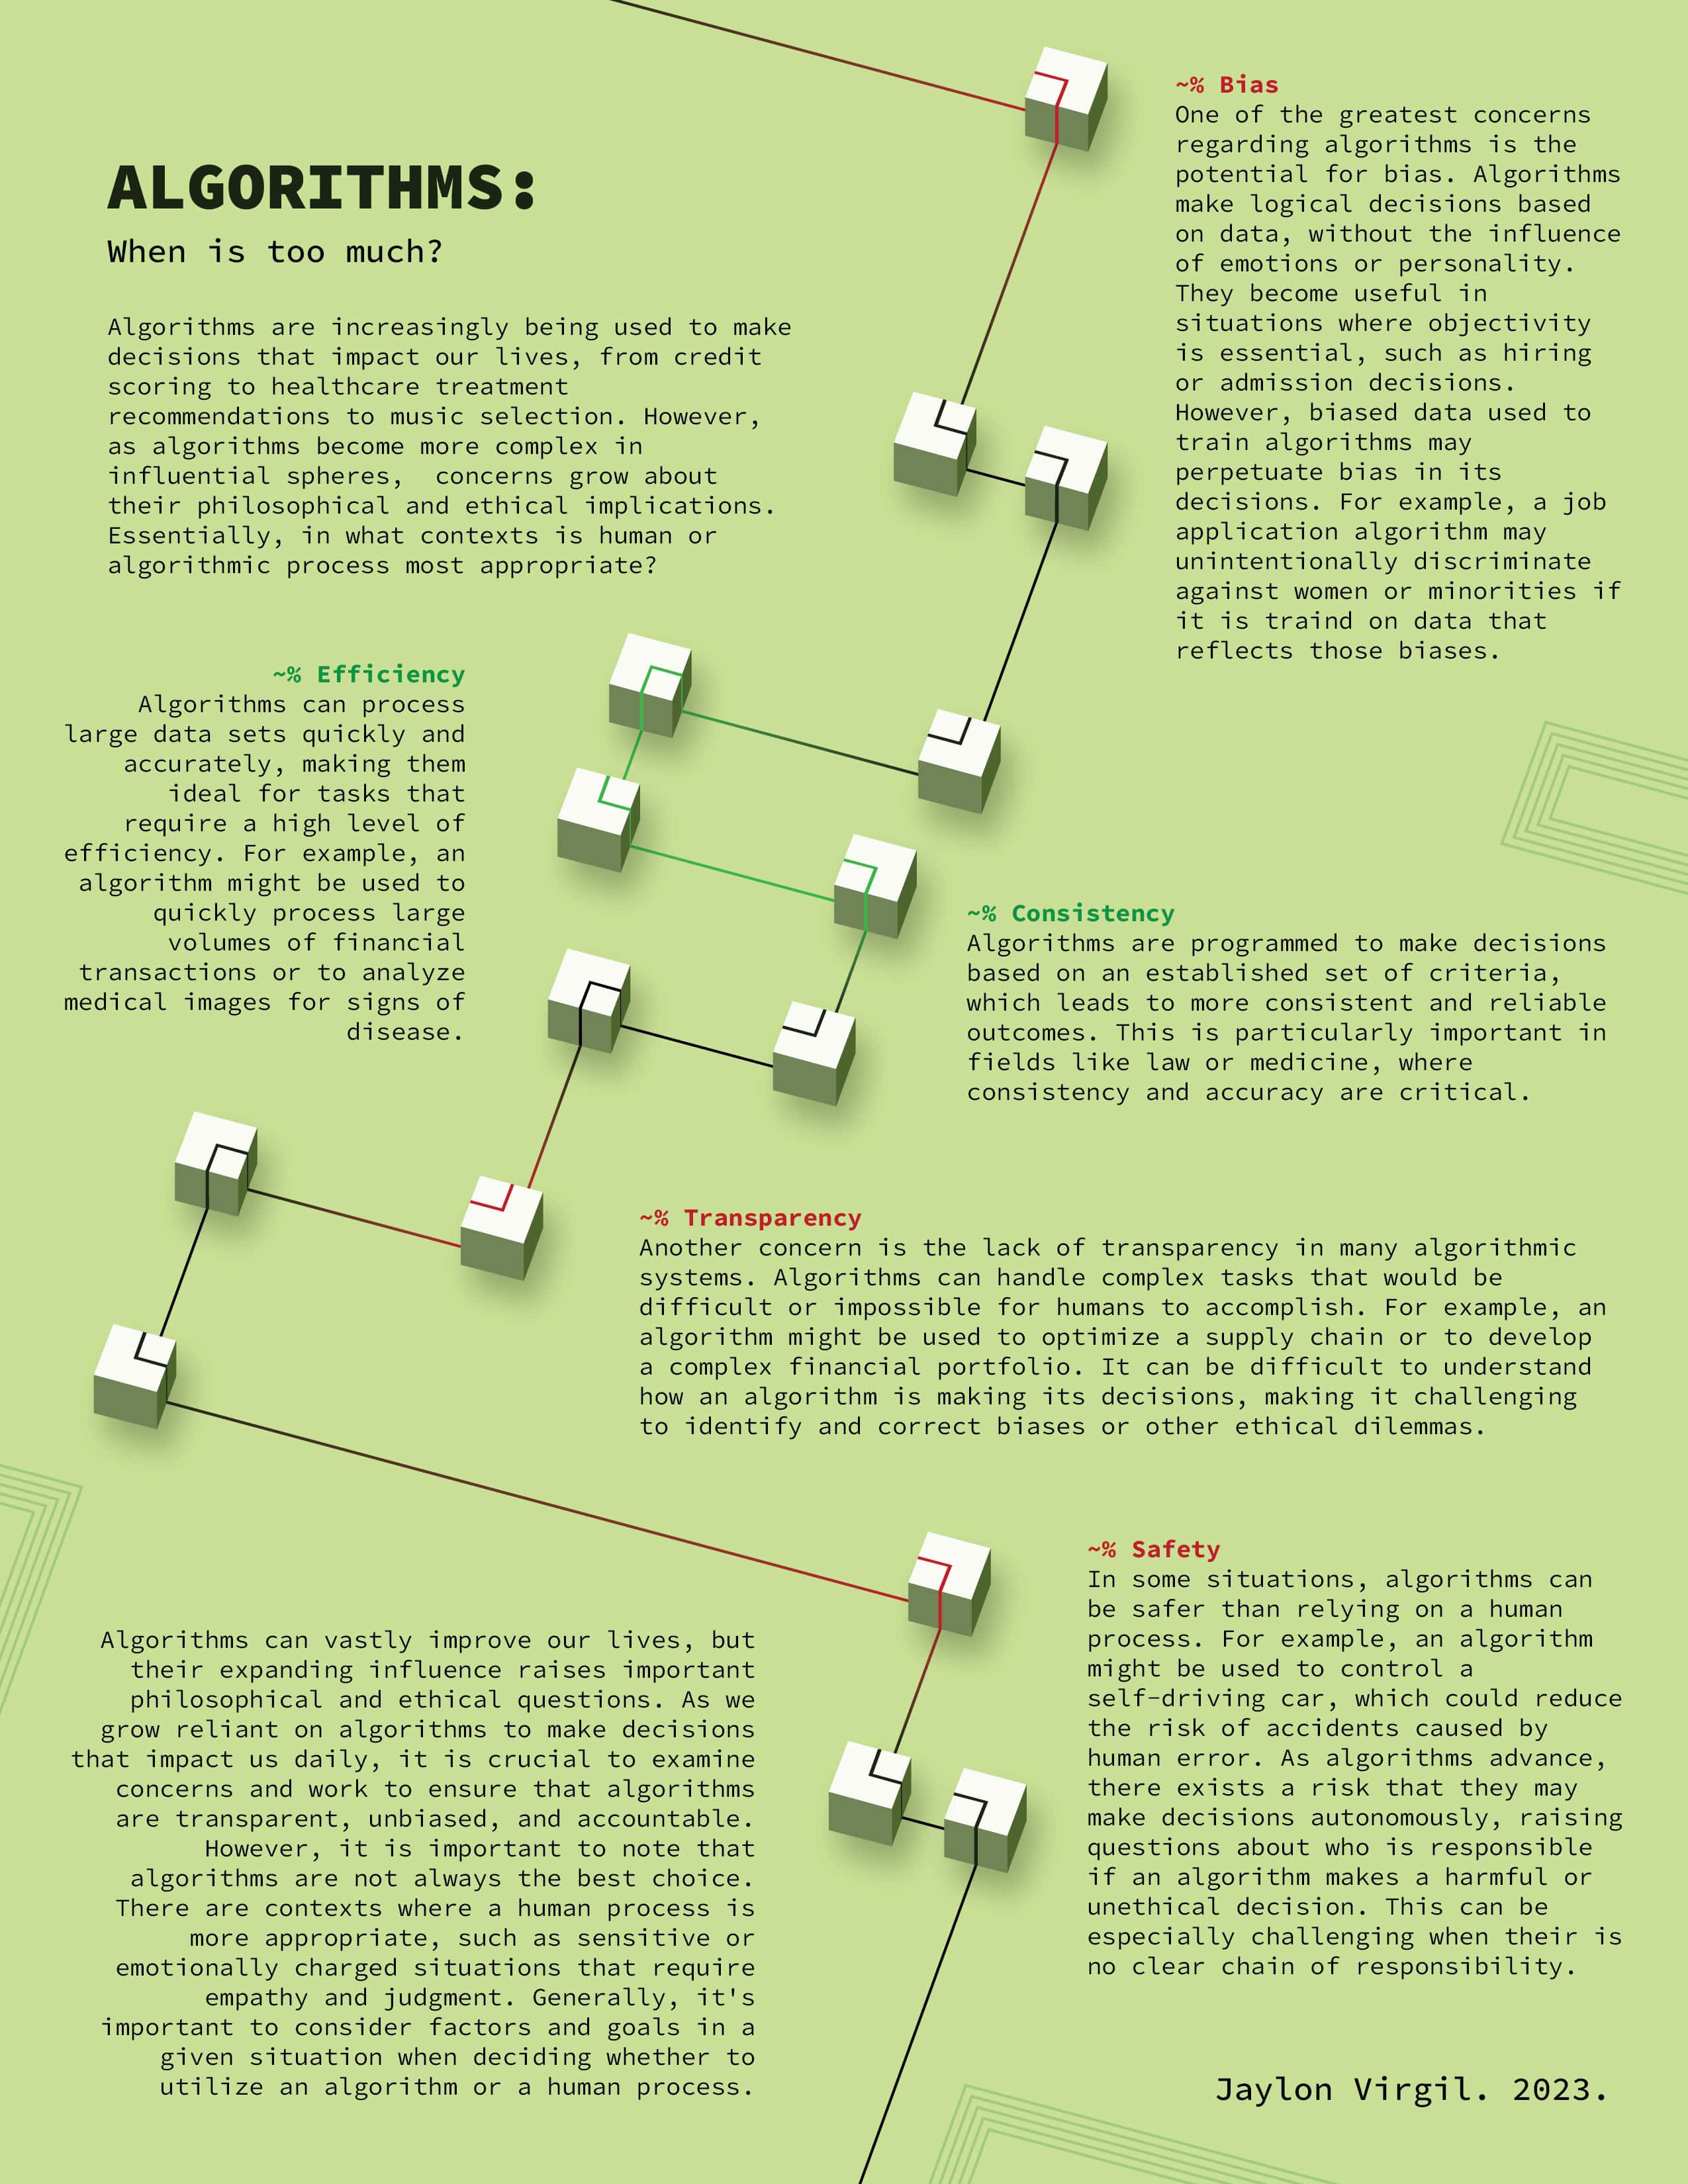 ALGORITHMS:
When is too much?
Algorithms are increasingly being used to make
decisions that impact our lives, from credit
scoring to healthcare treatment
recommendations to music selection. However,
as algorithms become more complex in
influential spheres,  concerns grow about
their philosophical and ethical implications.
Essentially, in what contexts is human or
algorithmic process most appropriate?
~% Bias
One of the greatest concerns
regarding algorithms is the
potential for bias. Algorithms
make logical decisions based
on data, without the influence
of emotions or personality.
They become useful in
situations where objectivity
is essential, such as hiring
or admission decisions.
However, biased data used to
train algorithms may
perpetuate bias in its
decisions. For example, a job
application algorithm may
unintentionally discriminate
against women or minorities if
it is traind on data that
reflects those biases.
~% Efficiency
Algorithms can process
large data sets quickly and
accurately, making them
ideal for tasks that
require a high level of
efficiency. For example, an
algorithm might be used to
quickly process large
volumes of financial
transactions or to analyze
medical images for signs of
disease.
~% Consistency
Algorithms are programmed to make decisions
based on an established set of criteria,
which leads to more consistent and reliable
outcomes. This is particularly important in
fields like law or medicine, where
consistency and accuracy are critical.
~% Transparency
Another concern is the lack of transparency in many algorithmic
systems. Algorithms can handle complex tasks that would be
difficult or impossible for humans to accomplish. For example, an
algorithm might be used to optimize a supply chain or to develop
a complex financial portfolio. It can be difficult to understand
how an algorithm is making its decisions, making it challenging
to identify and correct biases or other ethical dilemmas.
~% Safety
In some situations, algorithms can
be safer than relying on a human
process. For example, an algorithm
might be used to control a
self-driving car, which could reduce
the risk of accidents caused by
human error. As algorithms advance,
there exists a risk that they may
make decisions autonomously, raising
questions about who is responsible
if an algorithm makes a harmful or
unethical decision. This can be
especially challenging when their is
no clear chain of responsibility.
Algorithms can vastly improve our lives, but
their expanding influence raises important
philosophical and ethical questions. As we
grow reliant on algorithms to make decisions
that impact us daily, it is crucial to examine
concerns and work to ensure that algorithms
are transparent, unbiased, and accountable.
However, it is important to note that
algorithms are not always the best choice.
There are contexts where a human process is
more appropriate, such as sensitive or
emotionally charged situations that require
empathy and judgment. Generally, it's
important to consider factors and goals in a
given situation when deciding whether to
utilize an algorithm or a human process.
Jaylon Virgil. 2023.